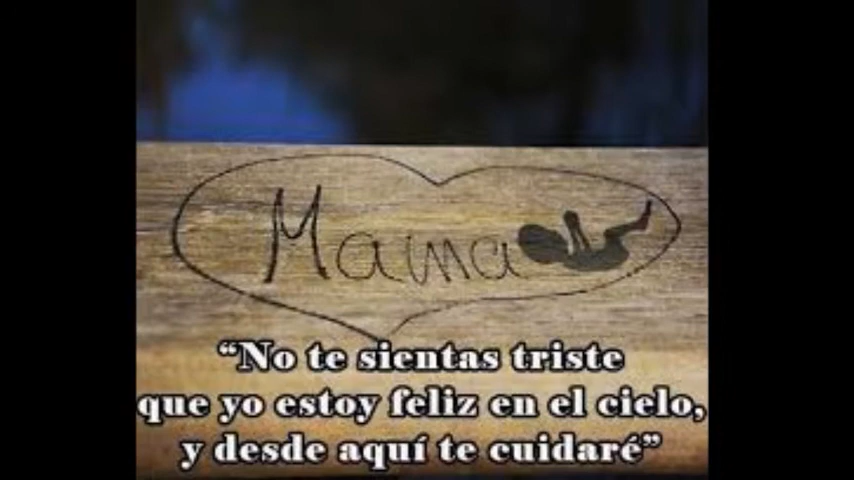 Mama
“No te sientas triste
que yo estoy feliz en el cielo,
y desde aquí te cuidaré”